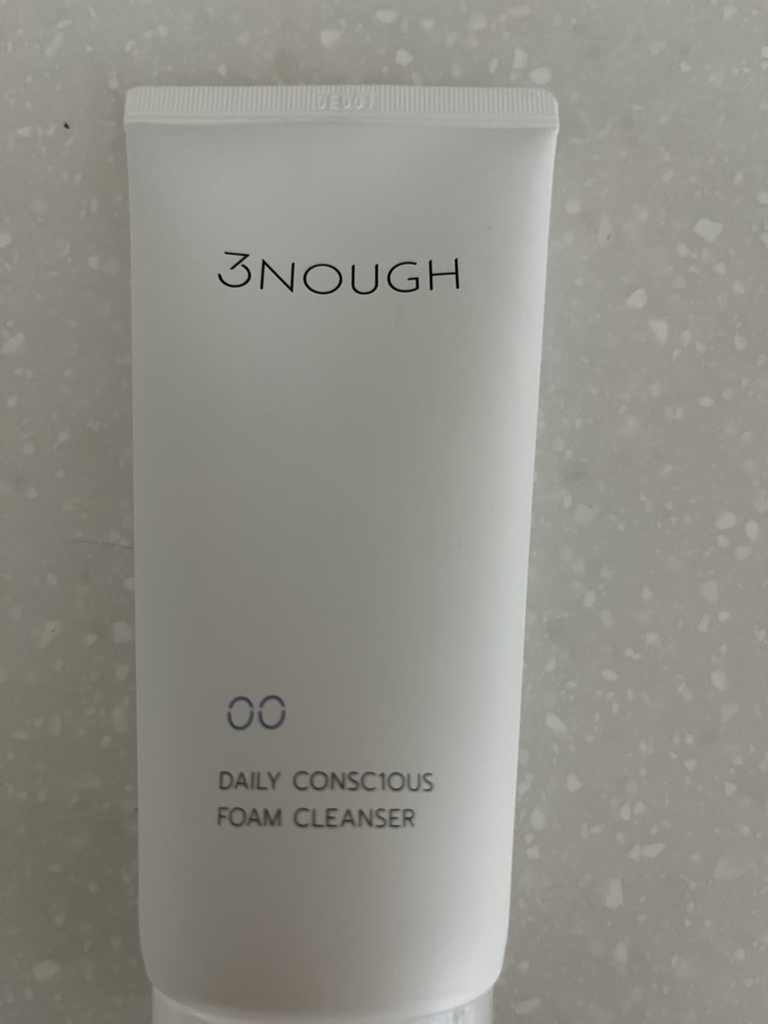 3NOUGH
00
DAILY CONSC1OUS
FOAM CLEANSER